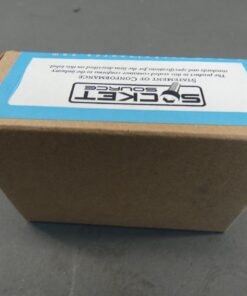 STATEMENT OF CONFORMANCE
The product in this sealed container conforms to the industry
standards and specifications for the item described on this label.
SOCKET
SOURCE